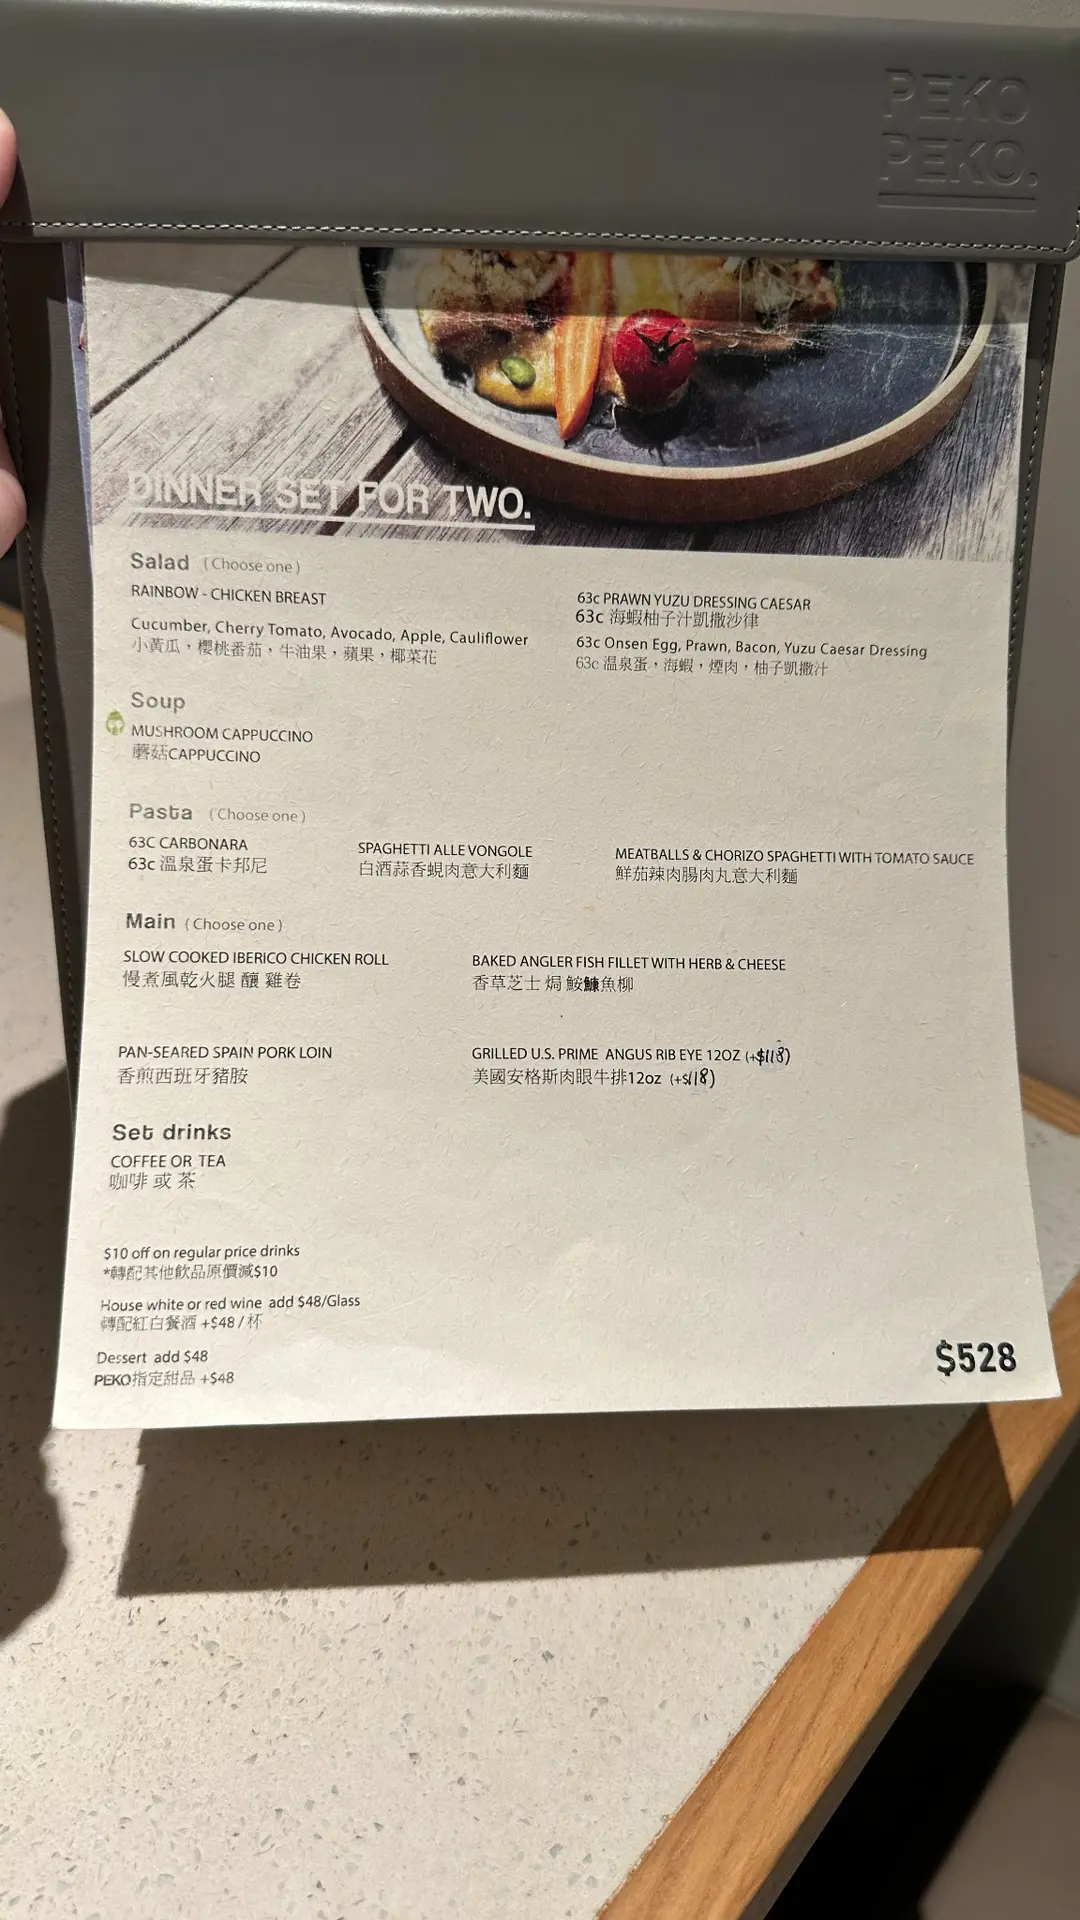 PEKO
PEKO.
DINNER SET FOR TWO.
Salad (Choose one)
RAINBOW - CHICKEN BREAST
Cucumber, Cherry Tomato, Avocado, Apple, Cauliflower
小黃瓜，櫻桃番茄，牛油果，蘋果，椰菜花
63c PRAWN YUZU DRESSING CAESAR
63c 海蝦柚子汁凱撒沙律
63c Onsen Egg, Prawn, Bacon, Yuzu Caesar Dressing
63c 溫泉蛋，海蝦，煙肉，柚子凱撒汁
Soup
MUSHROOM CAPPUCCINO
蘑菇CAPPUCCINO
Pasta (Choose one)
63C CARBONARA
63c 溫泉蛋卡邦尼
SPAGHETTI ALLE VONGOLE
白酒蒜香蜆肉意大利麵
MEATBALLS & CHORIZO SPAGHETTI WITH TOMATO SAUCE
鮮茄辣肉腸肉丸意大利麵
Main (Choose one)
SLOW COOKED IBERICO CHICKEN ROLL
慢煮風乾火腿 釀 雞卷
BAKED ANGLER FISH FILLET WITH HERB & CHEESE
香草芝士 焗 鮟鱇魚柳
PAN-SEARED SPAIN PORK LOIN
香煎西班牙豬胺
GRILLED U.S. PRIME ANGUS RIB EYE 12OZ (+$118)
美國安格斯肉眼牛排12oz (+$118)
Set drinks
COFFEE OR TEA
咖啡 或 茶
$10 off on regular price drinks
*轉配其他飲品原價減$10
House white or red wine add $48/Glass
轉配紅白餐酒 +$48 / 杯
Dessert add $48
PEKO指定甜品 +$48
$528